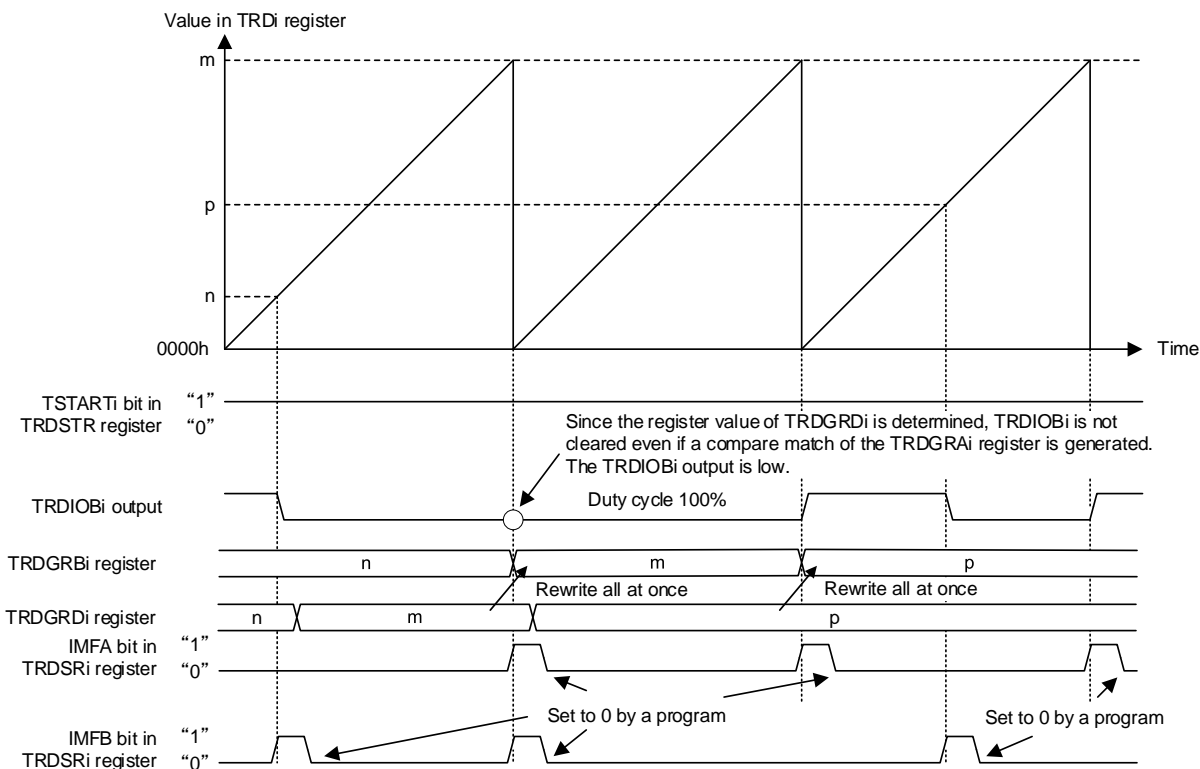 Value in TRDi register
m
p
n
0000h
Time
TSTARTi bit in
TRDSTR register
“1”
“0”
Since the register value of TRDGRDi is determined, TRDIOBi is not
cleared even if a compare match of the TRDGRAi register is generated.
The TRDIOBi output is low.
TRDIOBi output
Duty cycle 100%
TRDGRBi register
n
m
p
Rewrite all at once
Rewrite all at once
TRDGRDi register
n
m
p
IMFA bit in
TRDSRi register
“1”
“0”
Set to 0 by a program
Set to 0 by a program
IMFB bit in
TRDSRi register
“1”
“0”